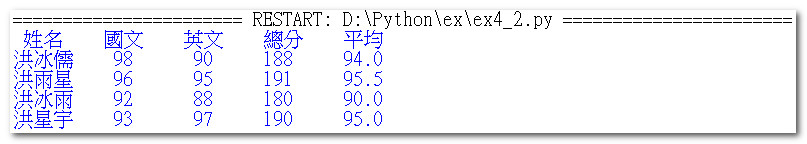 ======================= RESTART: D:\Python\ex\ex4_2.py =======================
姓名 國文 英文 總分 平均
洪冰儒 98 90 188 94.0
洪雨星 96 95 191 95.5
洪冰雨 92 88 180 90.0
洪星宇 93 97 190 95.0